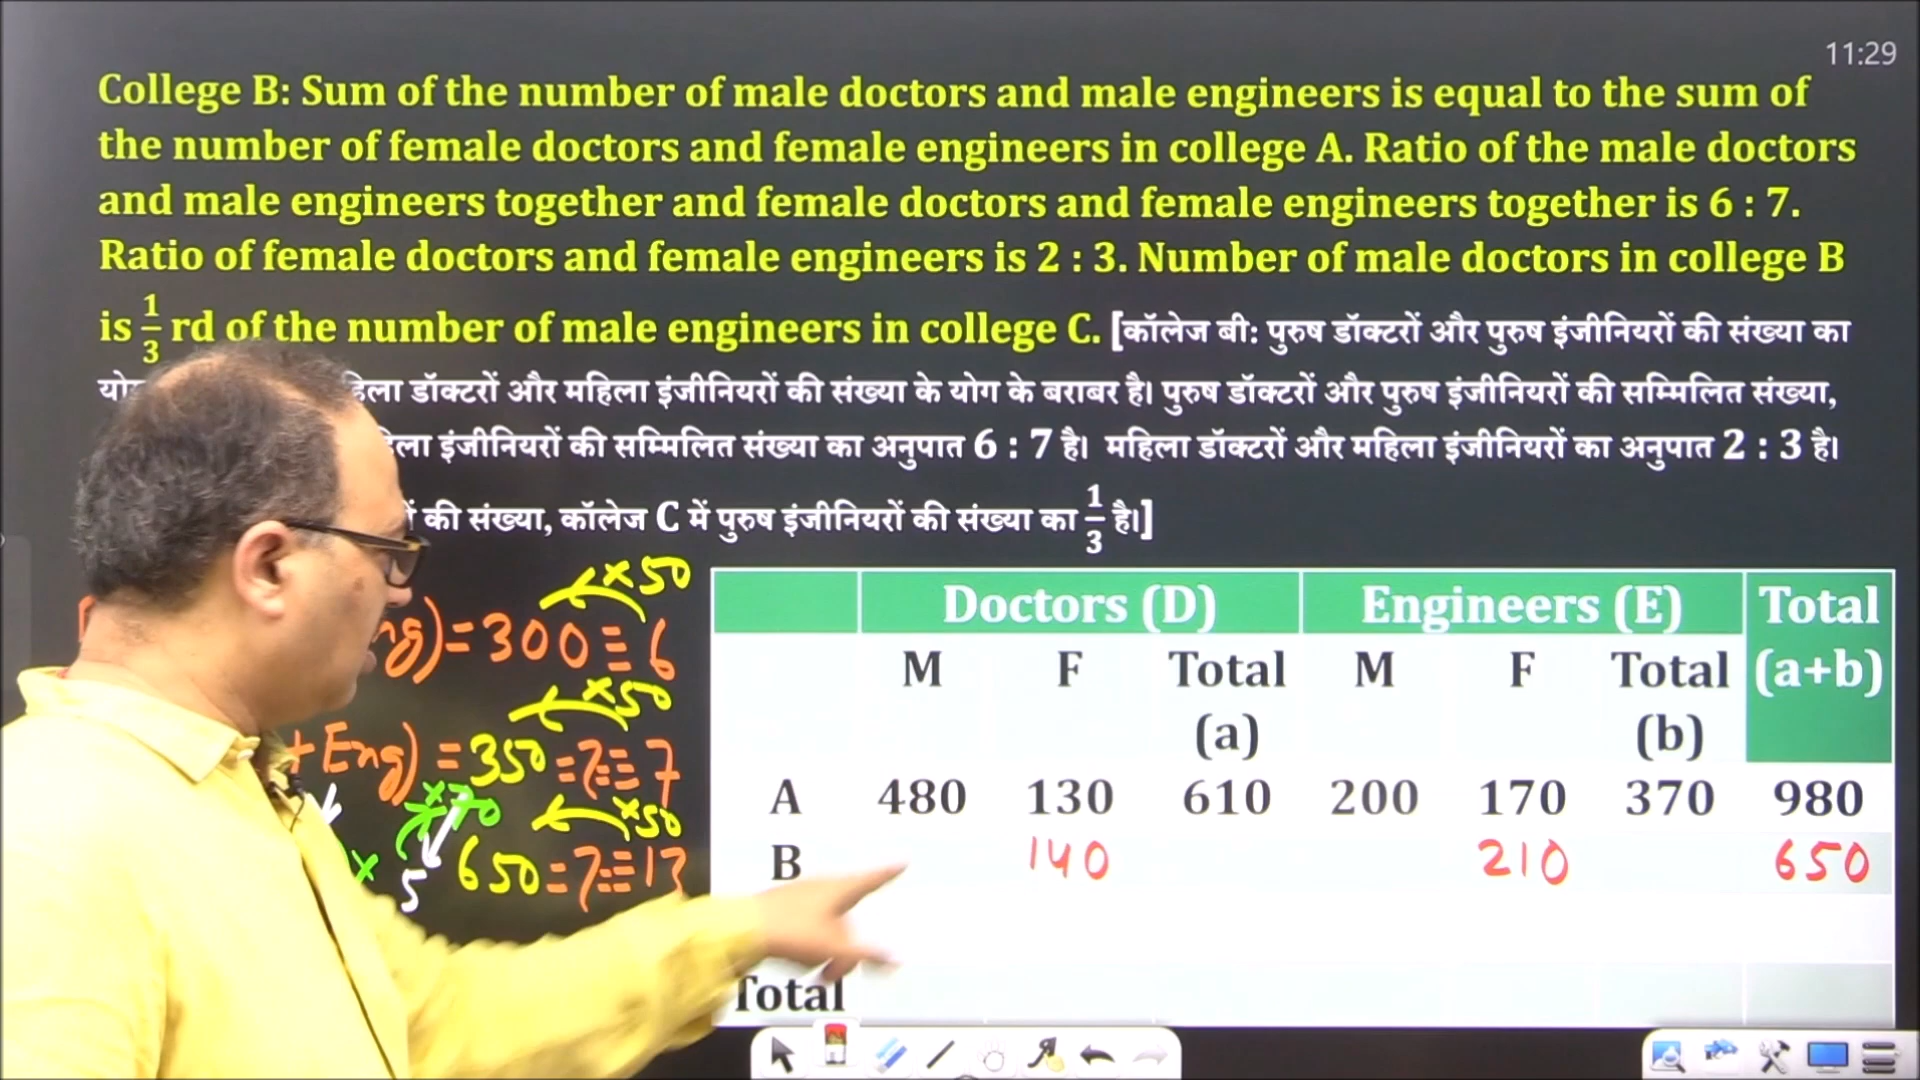 11:29
College B: Sum of the number of male doctors and male engineers is equal to the sum of
the number of female doctors and female engineers in college A. Ratio of the male doctors
and male engineers together and female doctors and female engineers together is 6 : 7.
Ratio of female doctors and female engineers is 2 : 3. Number of male doctors in college B
is 1/3 rd of the number of male engineers in college C. [कॉलेज बी: पुरुष डॉक्टरों और पुरुष इंजीनियरों की संख्या का
डॉक्टरों और महिला इंजीनियरों की संख्या के योग के बराबर है। पुरुष डॉक्टरों और पुरुष इंजीनियरों की सम्मिलित संख्या,
इंजीनियरों की सम्मिलित संख्या का अनुपात 6 : 7 है। महिला डॉक्टरों और महिला इंजीनियरों का अनुपात 2 : 3 है।
की संख्या, कॉलेज C में पुरुष इंजीनियरों की संख्या का 1/3 है।]
×50
) = 300 ≡ 6
×50
+ Eng) = 350 = ? ≡ 7
×70 ×50
× 5 650 = ? ≡ 13
Doctors (D) Engineers (E) Total
M F Total M F Total (a+b)
(a) (b)
A 480 130 610 200 170 370 980
B 140 210 650
Total